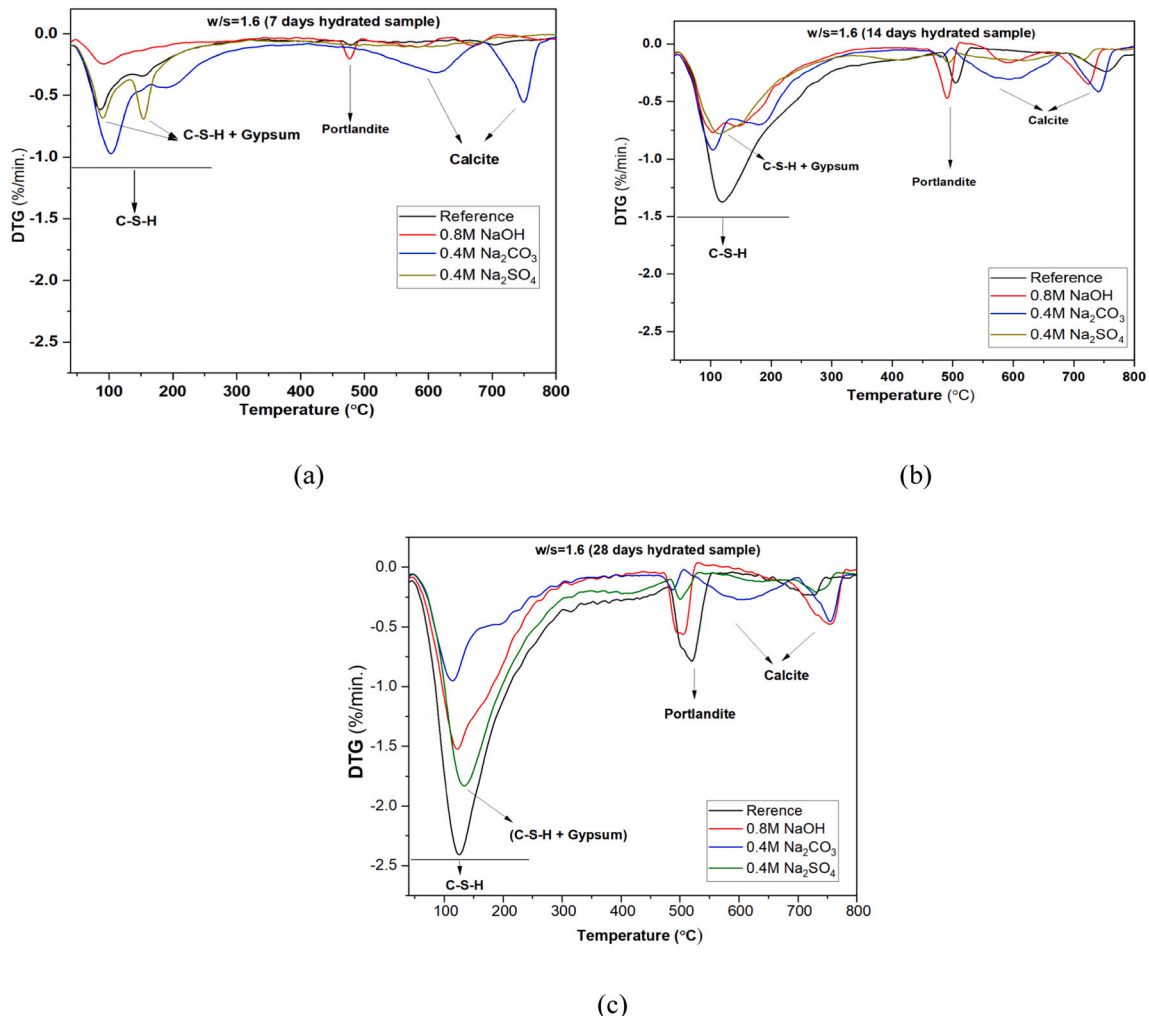 w/s=1.6 (7 days hydrated sample)
0.0
-0.5
-1.0
-1.5
-2.0
-2.5
DTG (%/min.)
C-S-H + Gypsum
Portlandite
Calcite
C-S-H
Reference
0.8M NaOH
0.4M Na₂CO₃
0.4M Na₂SO₄
100 200 300 400 500 600 700 800
Temperature (°C)
(a)
w/s=1.6 (14 days hydrated sample)
0.0
-0.5
-1.0
-1.5
-2.0
-2.5
DTG (%/min.)
C-S-H + Gypsum
Calcite
Portlandite
C-S-H
Reference
0.8M NaOH
0.4M Na₂CO₃
0.4M Na₂SO₄
100 200 300 400 500 600 700 800
Temperature (°C)
(b)
w/s=1.6 (28 days hydrated sample)
0.0
-0.5
-1.0
-1.5
-2.0
-2.5
DTG (%/min.)
Calcite
Portlandite
(C-S-H + Gypsum)
C-S-H
Rerence
0.8M NaOH
0.4M Na₂CO₃
0.4M Na₂SO₄
100 200 300 400 500 600 700 800
Temperature (°C)
(c)